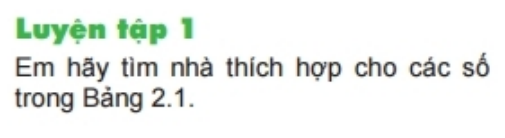 Luyện tập 1
Em hãy tìm nhà thích hợp cho các số
trong Bảng 2.1.